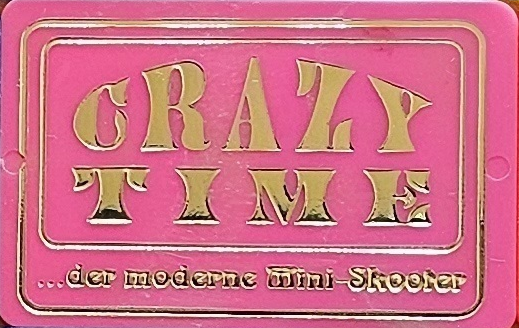 CRAZY
TIME
...der moderne Mini-Skooter